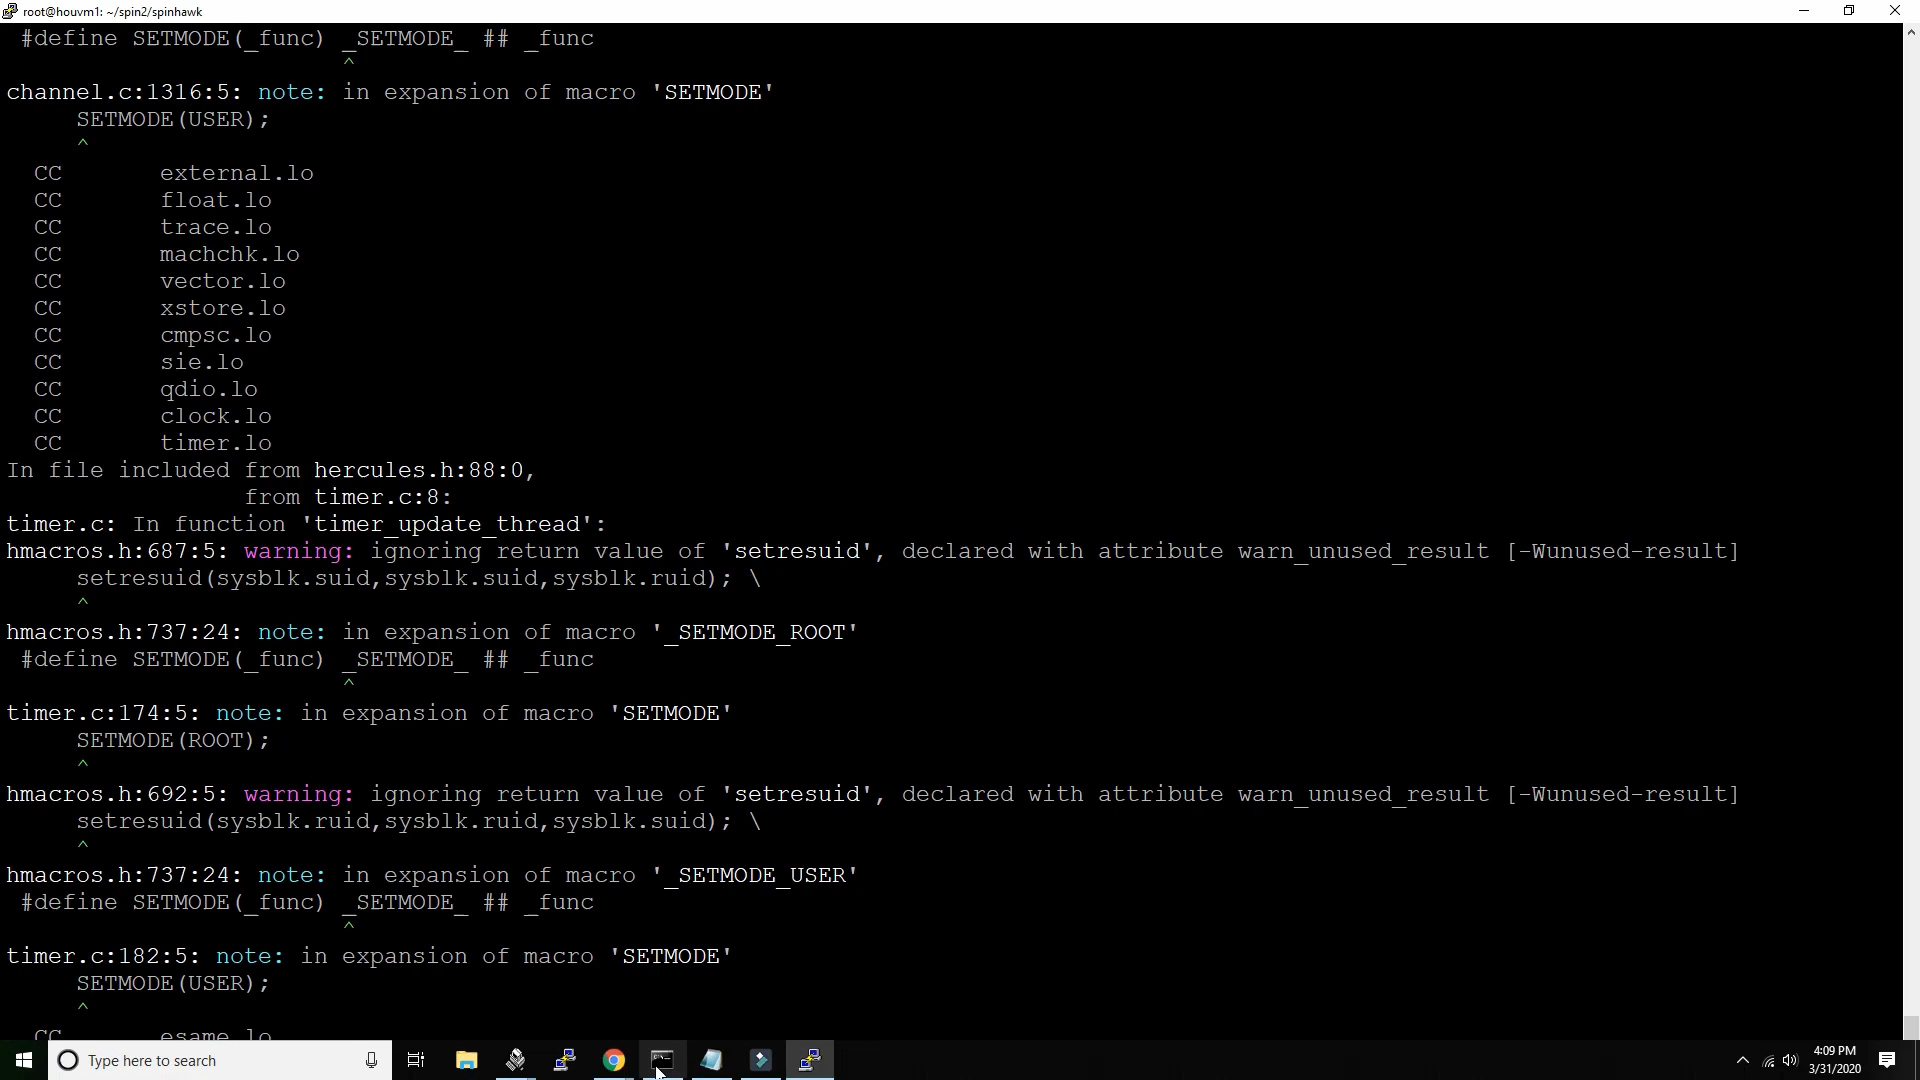 root@houvm1: ~/spin2/spinhawk
#define SETMODE(_func) _SETMODE_ ## _func
^
channel.c:1316:5: note: in expansion of macro 'SETMODE'
SETMODE(USER);
^
CC external.lo
CC float.lo
CC trace.lo
CC machchk.lo
CC vector.lo
CC xstore.lo
CC cmpsc.lo
CC sie.lo
CC qdio.lo
CC clock.lo
CC timer.lo
In file included from hercules.h:88:0,
from timer.c:8:
timer.c: In function 'timer_update_thread':
hmacros.h:687:5: warning: ignoring return value of 'setresuid', declared with attribute warn_unused_result [-Wunused-result]
setresuid(sysblk.suid,sysblk.suid,sysblk.ruid); \
^
hmacros.h:737:24: note: in expansion of macro '_SETMODE_ROOT'
#define SETMODE(_func) _SETMODE_ ## _func
^
timer.c:174:5: note: in expansion of macro 'SETMODE'
SETMODE(ROOT);
^
hmacros.h:692:5: warning: ignoring return value of 'setresuid', declared with attribute warn_unused_result [-Wunused-result]
setresuid(sysblk.ruid,sysblk.ruid,sysblk.suid); \
^
hmacros.h:737:24: note: in expansion of macro '_SETMODE_USER'
#define SETMODE(_func) _SETMODE_ ## _func
^
timer.c:182:5: note: in expansion of macro 'SETMODE'
SETMODE(USER);
^
CC esame.lo
Type here to search
4:09 PM
3/31/2020